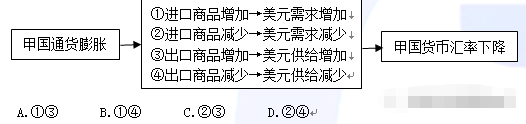 甲国通货膨胀
①进口商品增加→美元需求增加↓
②进口商品减少→美元需求减少↓
③出口商品增加→美元供给增加↓
④出口商品减少→美元供给减少↓
甲国货币汇率下降
A.①③ B.①④ C.②③ D.②④↵